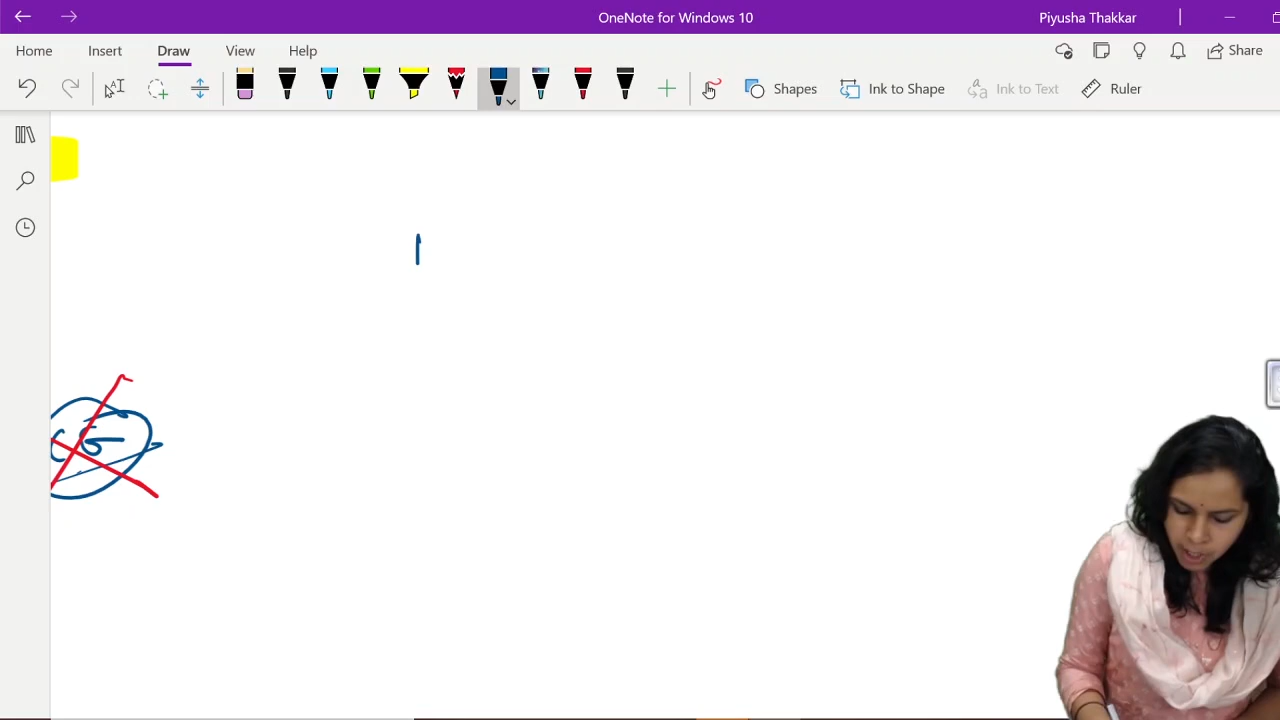 OneNote for Windows 10
Piyusha Thakkar
Home Insert Draw View Help
Share
Shapes
Ink to Shape
Ink to Text
Ruler